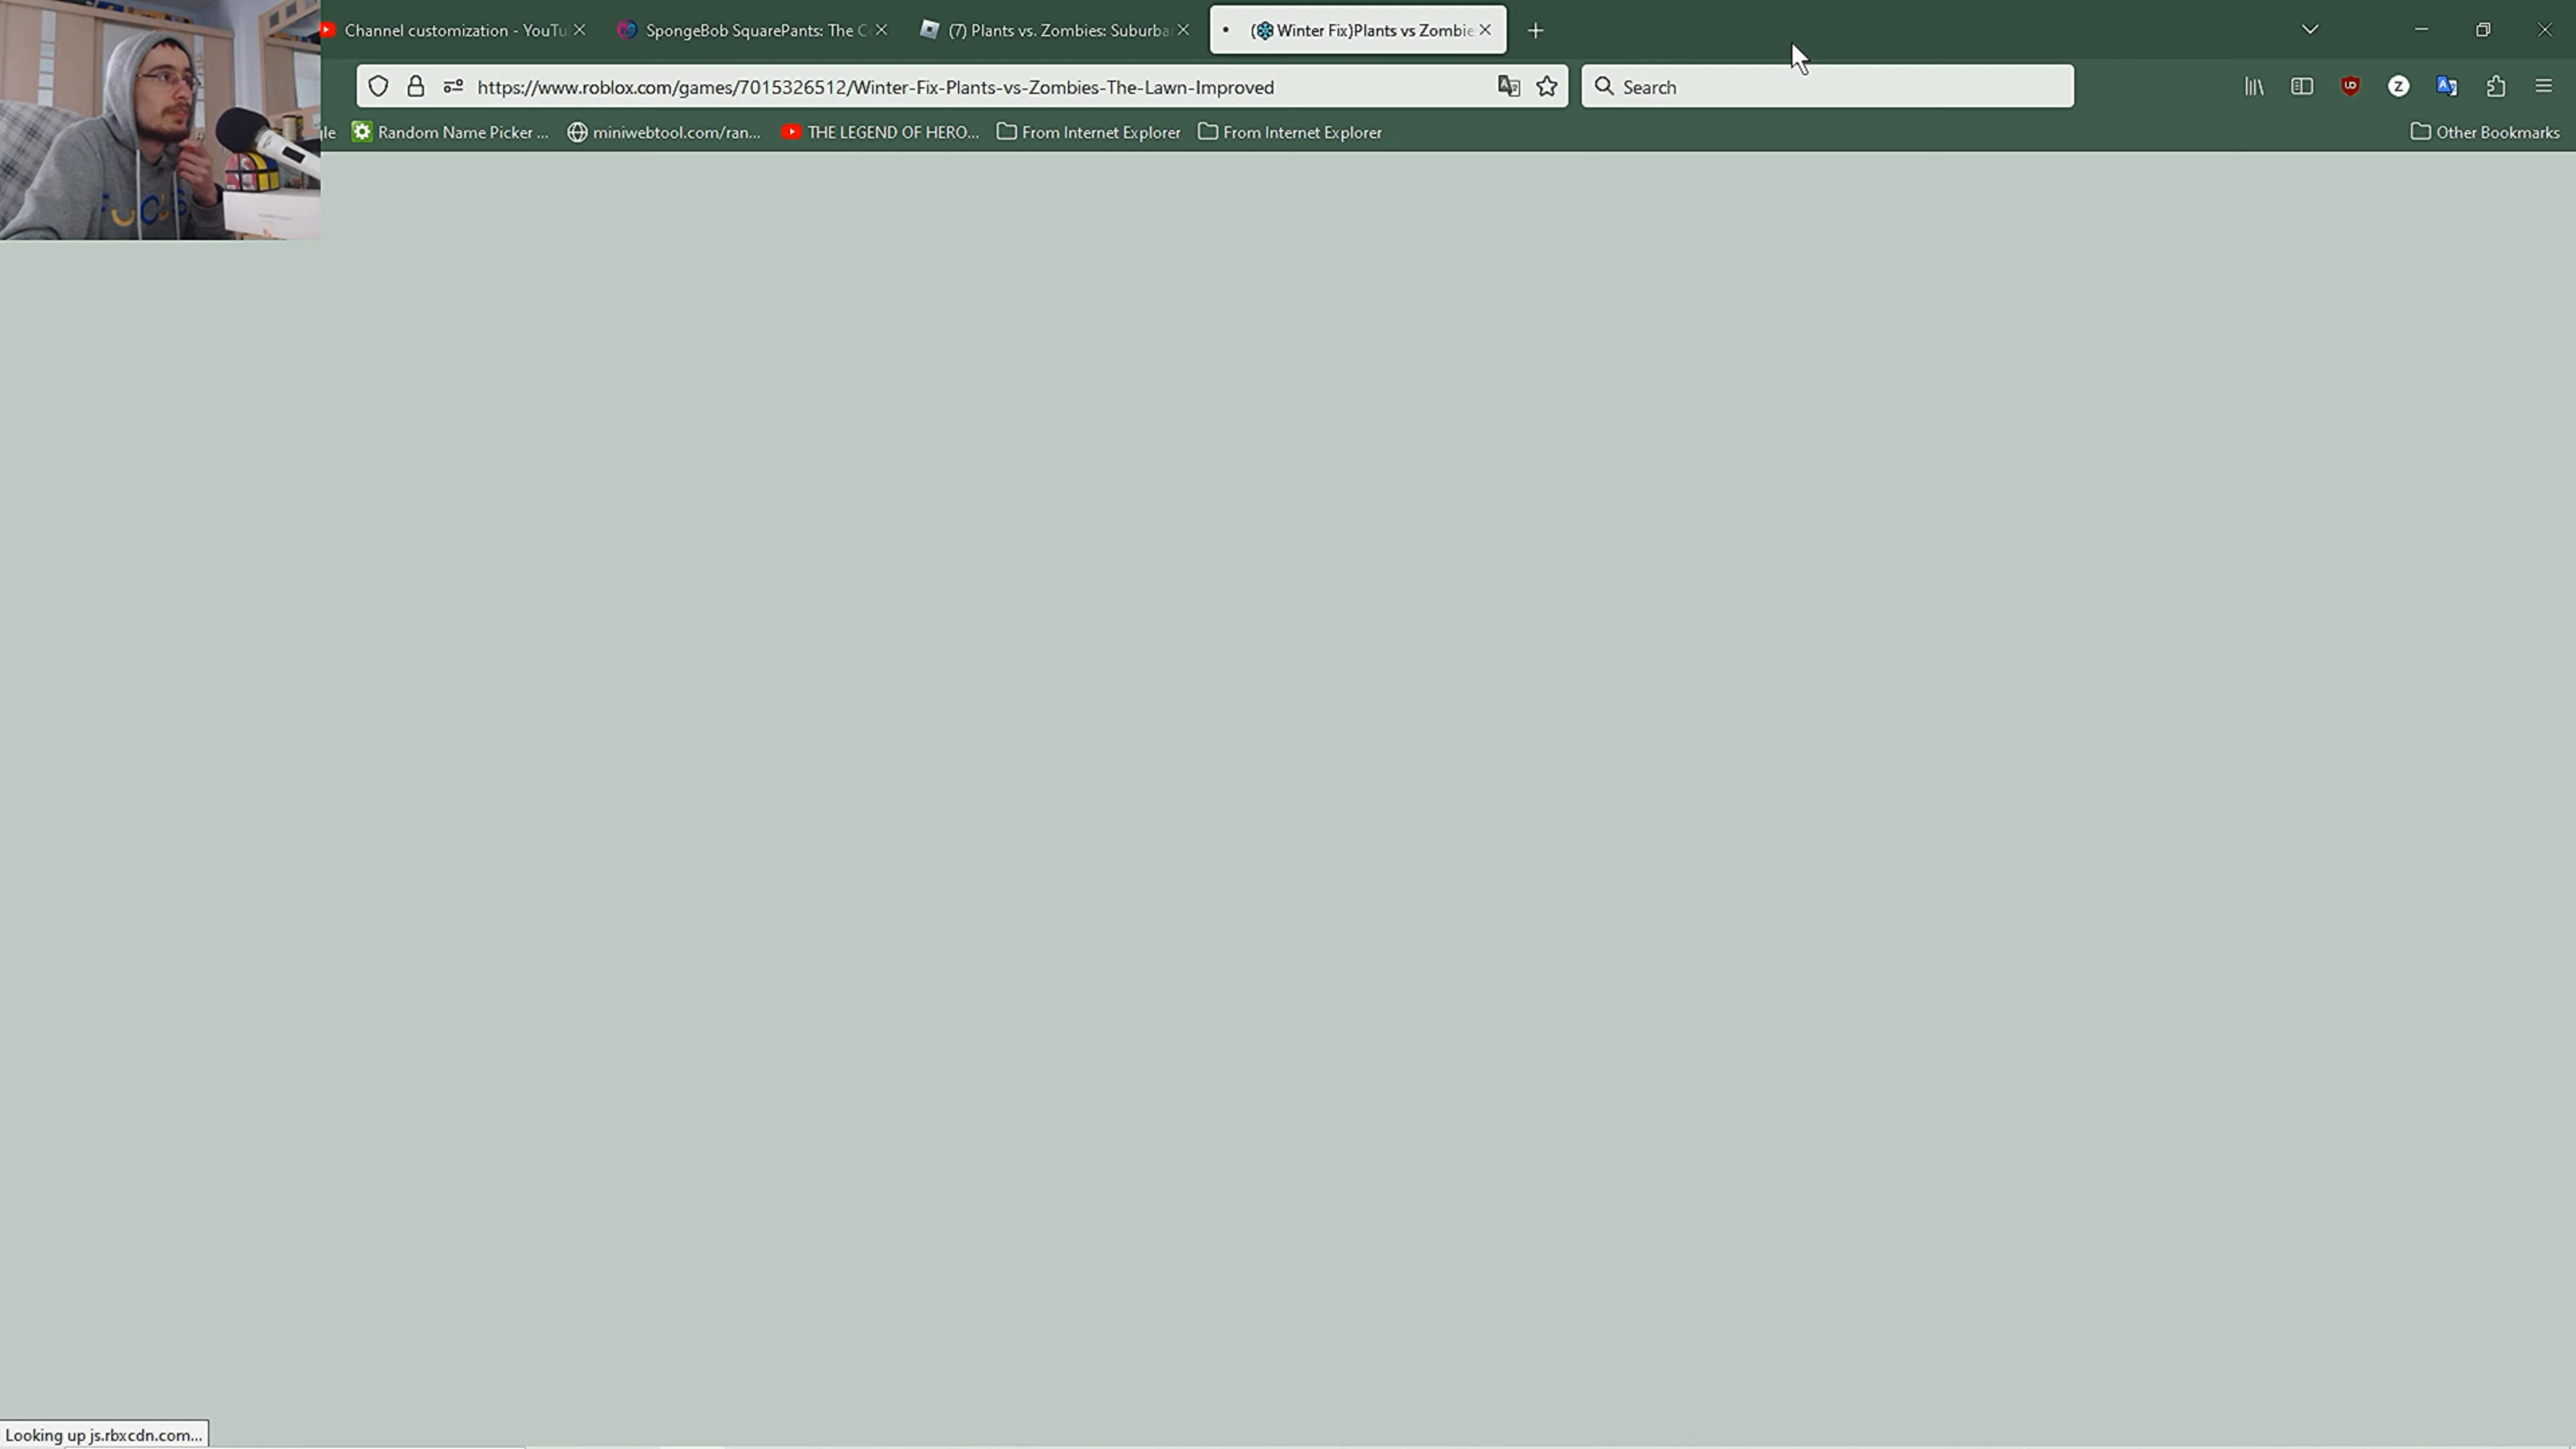 Channel customization - YouTu
SpongeBob SquarePants: The C
(7) Plants vs. Zombies: Suburba
(❄Winter Fix)Plants vs Zombie
https://www.roblox.com/games/7015326512/Winter-Fix-Plants-vs-Zombies-The-Lawn-Improved
Search
Z
le
Random Name Picker ...
miniwebtool.com/ran...
THE LEGEND OF HERO...
From Internet Explorer
From Internet Explorer
Other Bookmarks
FOCUS
Looking up js.rbxcdn.com...